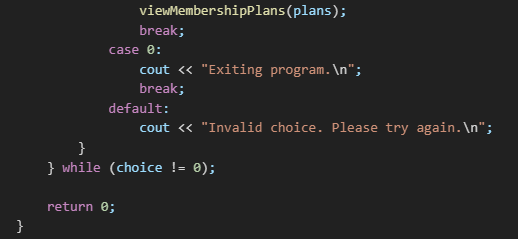 viewMembershipPlans(plans);
                break;
            case 0:
                cout << "Exiting program.\n";
                break;
            default:
                cout << "Invalid choice. Please try again.\n";
        }
    } while (choice != 0);

    return 0;
}